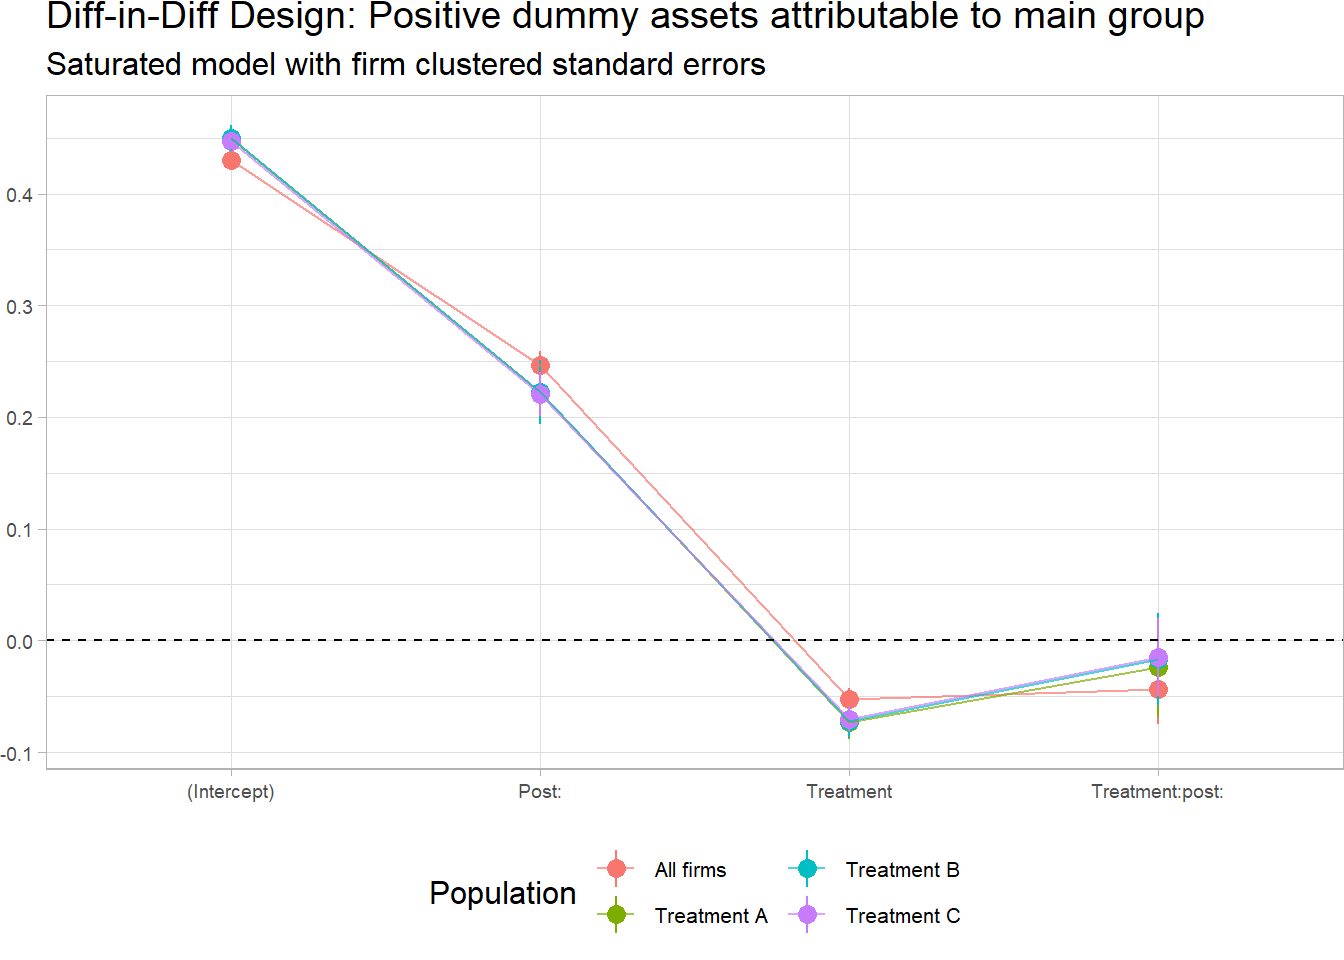 Diff-in-Diff Design: Positive dummy assets attributable to main group
Saturated model with firm clustered standard errors
0.4
0.3
0.2
0.1
0.0
-0.1
(Intercept) Post: Treatment Treatment:post:
Population
All firms Treatment B
Treatment A Treatment C